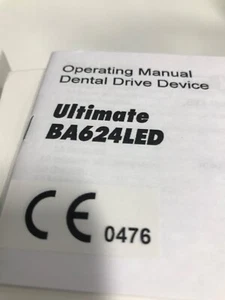 Operating Manual
Dental Drive Device
Ultimate
BA624LED
CE 0476